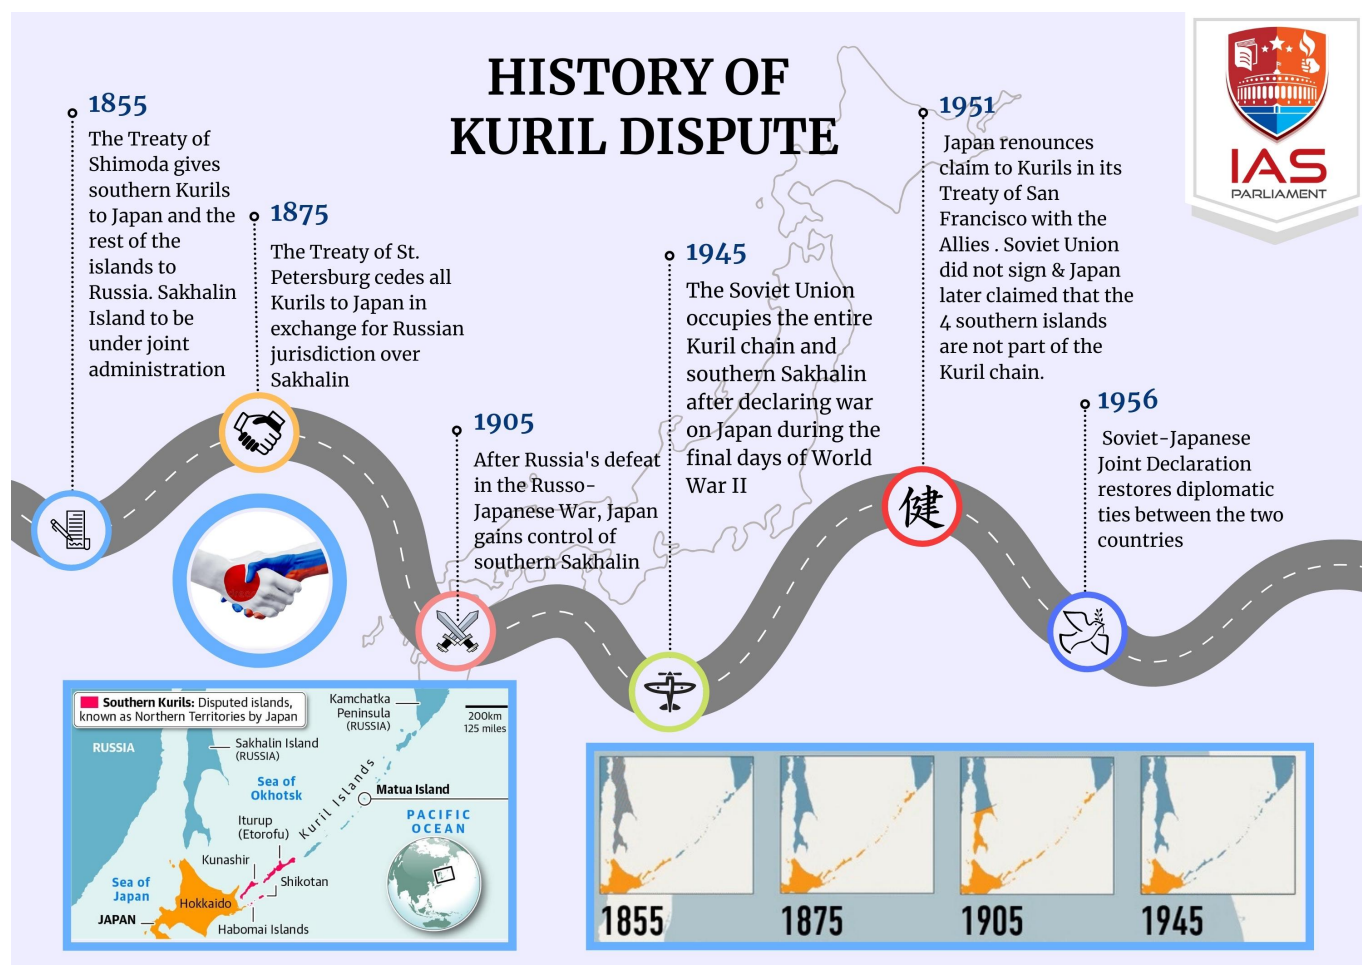 HISTORY OF
KURIL DISPUTE
IAS
PARLIAMENT
1855
The Treaty of
Shimoda gives
southern Kurils
to Japan and the
rest of the
islands to
Russia. Sakhalin
Island to be
under joint
administration
1875
The Treaty of St.
Petersburg cedes all
Kurils to Japan in
exchange for Russian
jurisdiction over
Sakhalin
1905
After Russia's defeat
in the Russo-
Japanese War, Japan
gains control of
southern Sakhalin
1945
The Soviet Union
occupies the entire
Kuril chain and
southern Sakhalin
after declaring war
on Japan during the
final days of World
War II
1951
Japan renounces
claim to Kurils in its
Treaty of San
Francisco with the
Allies . Soviet Union
did not sign & Japan
later claimed that the
4 southern islands
are not part of the
Kuril chain.
健
1956
Soviet-Japanese
Joint Declaration
restores diplomatic
ties between the two
countries
Southern Kurils: Disputed islands,
known as Northern Territories by Japan
Kamchatka
Peninsula
(RUSSIA)
200km
125 miles
RUSSIA
Sakhalin Island
(RUSSIA)
Sea of
Okhotsk
Kuril Islands
Matua Island
PACIFIC
OCEAN
Iturup
(Etorofu)
Kunashir
Shikotan
Sea of
Japan
Hokkaido
JAPAN
Habomai Islands
1855
1875
1905
1945